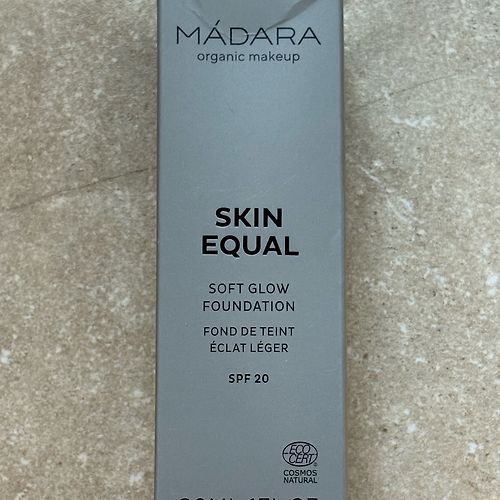 MÁDARA
organic makeup
SKIN
EQUAL
SOFT GLOW
FOUNDATION
FOND DE TEINT
ÉCLAT LÉGER
SPF 20
ECO
CERT
®
COSMOS
NATURAL